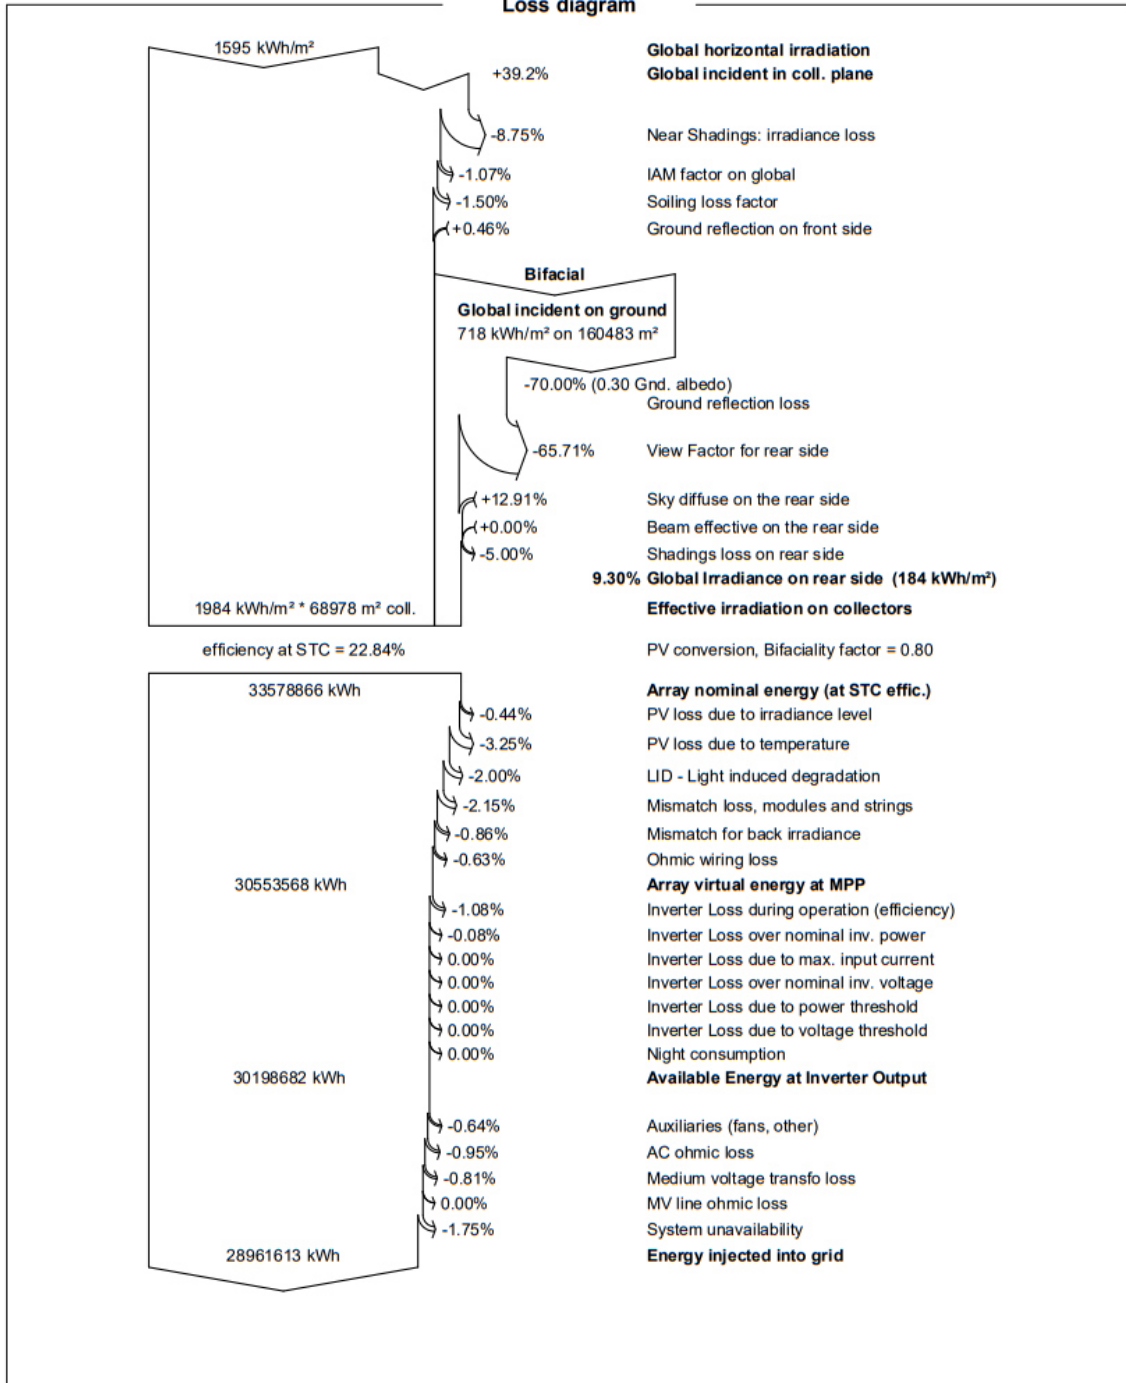 Loss diagram
1595 kWh/m² Global horizontal irradiation
+39.2% Global incident in coll. plane
-8.75% Near Shadings: irradiance loss
-1.07% IAM factor on global
-1.50% Soiling loss factor
+0.46% Ground reflection on front side
Bifacial
Global incident on ground
718 kWh/m² on 160483 m²
-70.00% (0.30 Gnd. albedo)
Ground reflection loss
-65.71% View Factor for rear side
+12.91% Sky diffuse on the rear side
+0.00% Beam effective on the rear side
-5.00% Shadings loss on rear side
9.30% Global Irradiance on rear side (184 kWh/m²)
1984 kWh/m² * 68978 m² coll. Effective irradiation on collectors
efficiency at STC = 22.84% PV conversion, Bifaciality factor = 0.80
33578866 kWh Array nominal energy (at STC effic.)
-0.44% PV loss due to irradiance level
-3.25% PV loss due to temperature
-2.00% LID - Light induced degradation
-2.15% Mismatch loss, modules and strings
-0.86% Mismatch for back irradiance
-0.63% Ohmic wiring loss
30553568 kWh Array virtual energy at MPP
-1.08% Inverter Loss during operation (efficiency)
-0.08% Inverter Loss over nominal inv. power
0.00% Inverter Loss due to max. input current
0.00% Inverter Loss over nominal inv. voltage
0.00% Inverter Loss due to power threshold
0.00% Inverter Loss due to voltage threshold
0.00% Night consumption
30198682 kWh Available Energy at Inverter Output
-0.64% Auxiliaries (fans, other)
-0.95% AC ohmic loss
-0.81% Medium voltage transfo loss
0.00% MV line ohmic loss
-1.75% System unavailability
28961613 kWh Energy injected into grid